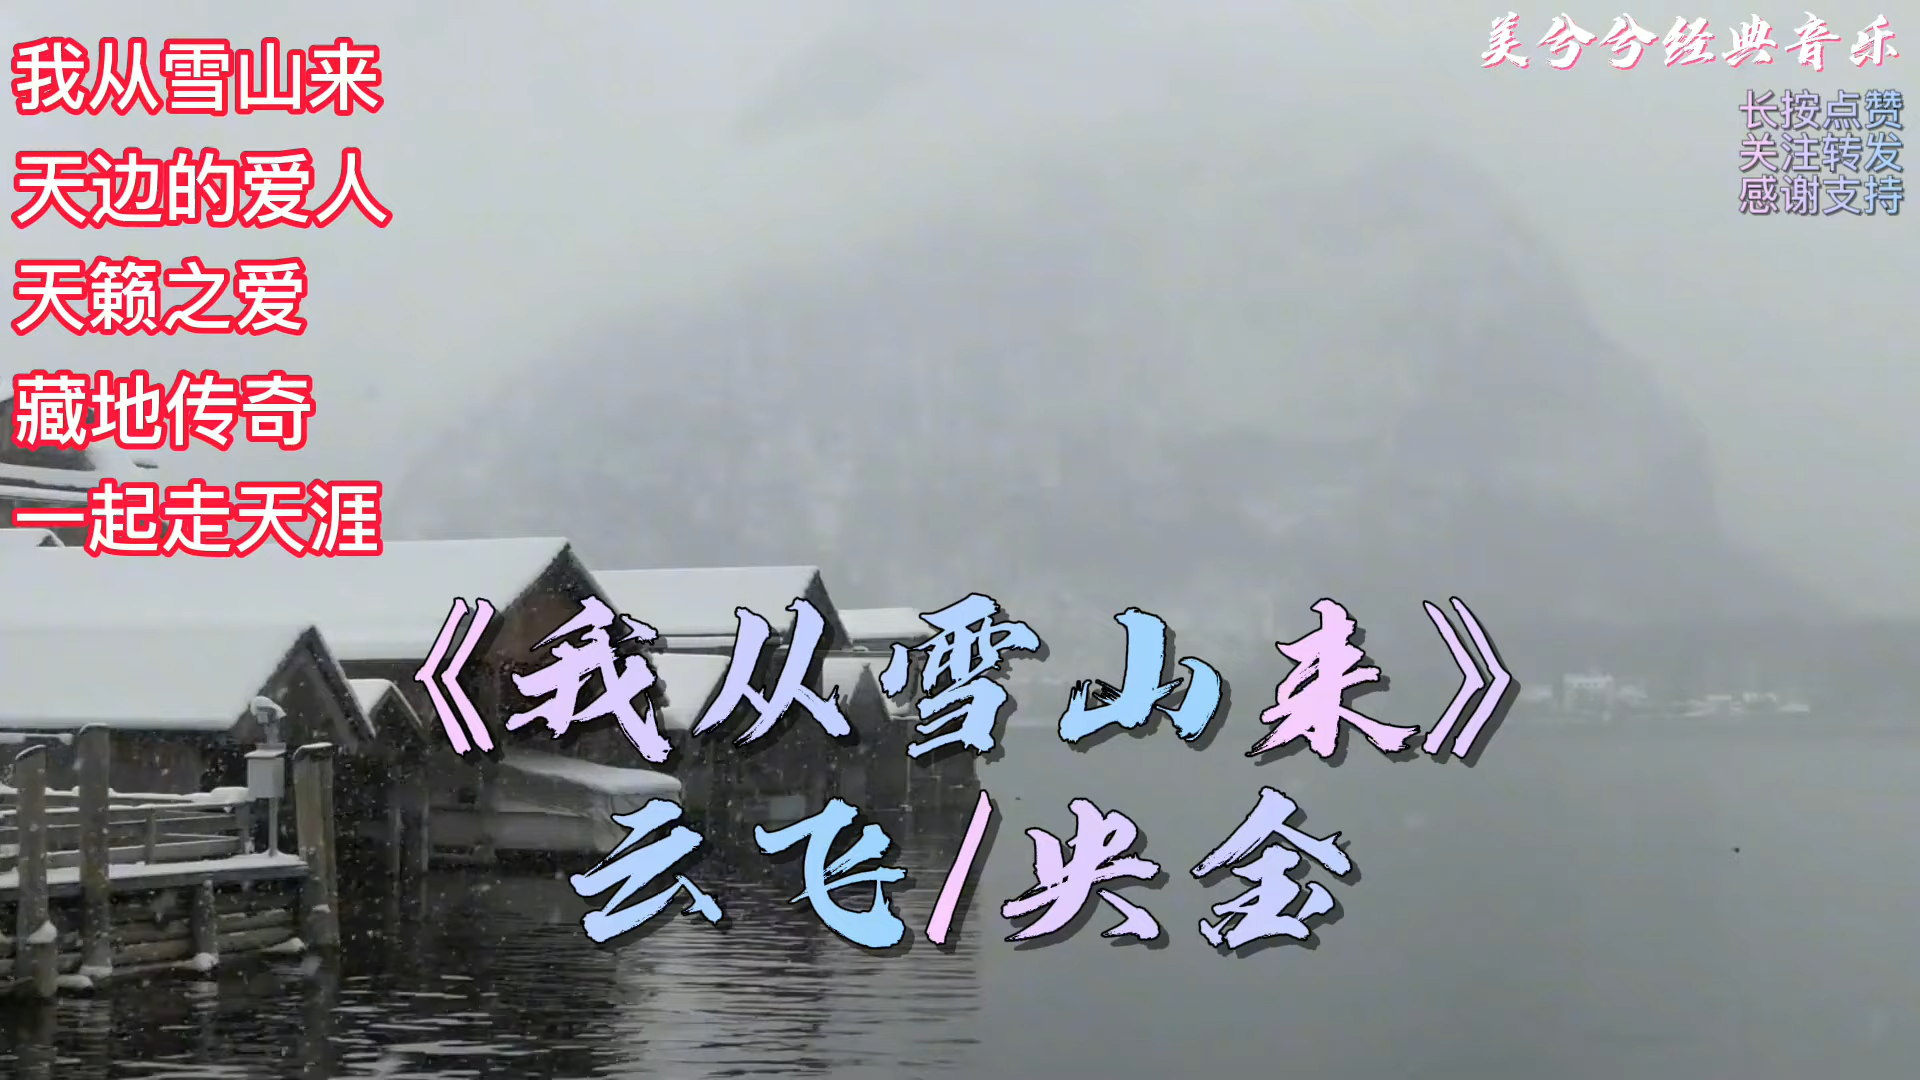 我从雪山来
天边的爱人
天籁之爱
藏地传奇
一起走天涯
美兮兮经典音乐
长按点赞
关注转发
感谢支持
《我从雪山来》
云飞/央金